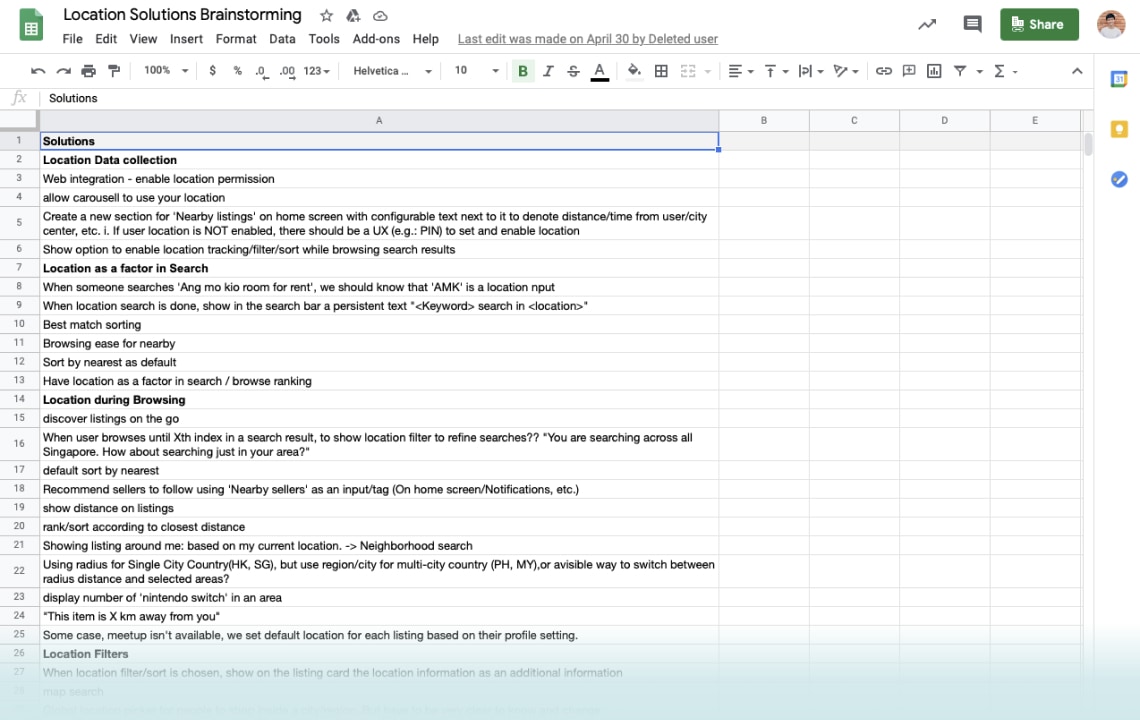 Location Solutions Brainstorming
File Edit View Insert Format Data Tools Add-ons Help Last edit was made on April 30 by Deleted user
Share
100% $ % .0 .00 123 Helvetica ... 10 B I S A Σ
31
fx Solutions
A B C D E
1 Solutions
2 Location Data collection
3 Web integration - enable location permission
4 allow carousell to use your location
5 Create a new section for 'Nearby listings' on home screen with configurable text next to it to denote distance/time from user/city
center, etc. i. If user location is NOT enabled, there should be a UX (e.g.: PIN) to set and enable location
6 Show option to enable location tracking/filter/sort while browsing search results
7 Location as a factor in Search
8 When someone searches 'Ang mo kio room for rent', we should know that 'AMK' is a location nput
9 When location search is done, show in the search bar a persistent text "<Keyword> search in <location>"
10 Best match sorting
11 Browsing ease for nearby
12 Sort by nearest as default
13 Have location as a factor in search / browse ranking
14 Location during Browsing
15 discover listings on the go
16 When user browses until Xth index in a search result, to show location filter to refine searches?? "You are searching across all
Singapore. How about searching just in your area?"
17 default sort by nearest
18 Recommend sellers to follow using 'Nearby sellers' as an input/tag (On home screen/Notifications, etc.)
19 show distance on listings
20 rank/sort according to closest distance
21 Showing listing around me: based on my current location. -> Neighborhood search
22 Using radius for Single City Country(HK, SG), but use region/city for multi-city country (PH, MY),or avisible way to switch between
radius distance and selected areas?
23 display number of 'nintendo switch' in an area
24 "This item is X km away from you"
25 Some case, meetup isn't available, we set default location for each listing based on their profile setting.
26 Location Filters
27 When location filter/sort is chosen, show on the listing card the location information as an additional information
28 map search